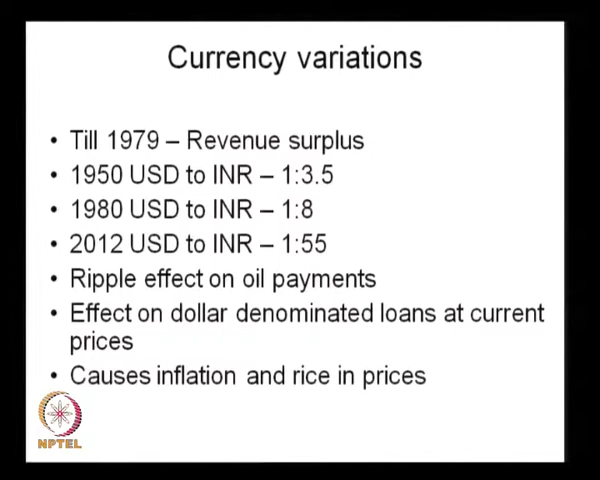 Currency variations
• Till 1979 – Revenue surplus
• 1950 USD to INR – 1:3.5
• 1980 USD to INR – 1:8
• 2012 USD to INR – 1:55
• Ripple effect on oil payments
• Effect on dollar denominated loans at current
prices
• Causes inflation and rice in prices
NPTEL